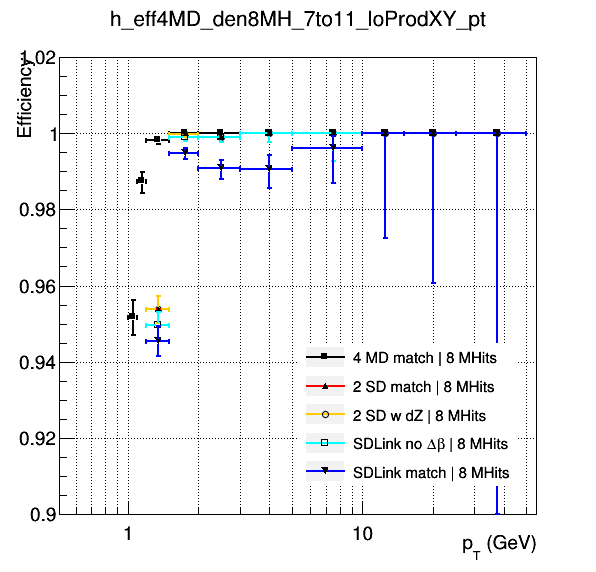 h_eff4MD_den8MH_7to11_loProdXY_pt
Efficiency
1.02
1
0.98
0.96
0.94
0.92
0.9
4 MD match | 8 MHits
2 SD match | 8 MHits
2 SD w dZ | 8 MHits
SDLink no Δβ | 8 MHits
SDLink match | 8 MHits
1
10
p_T (GeV)